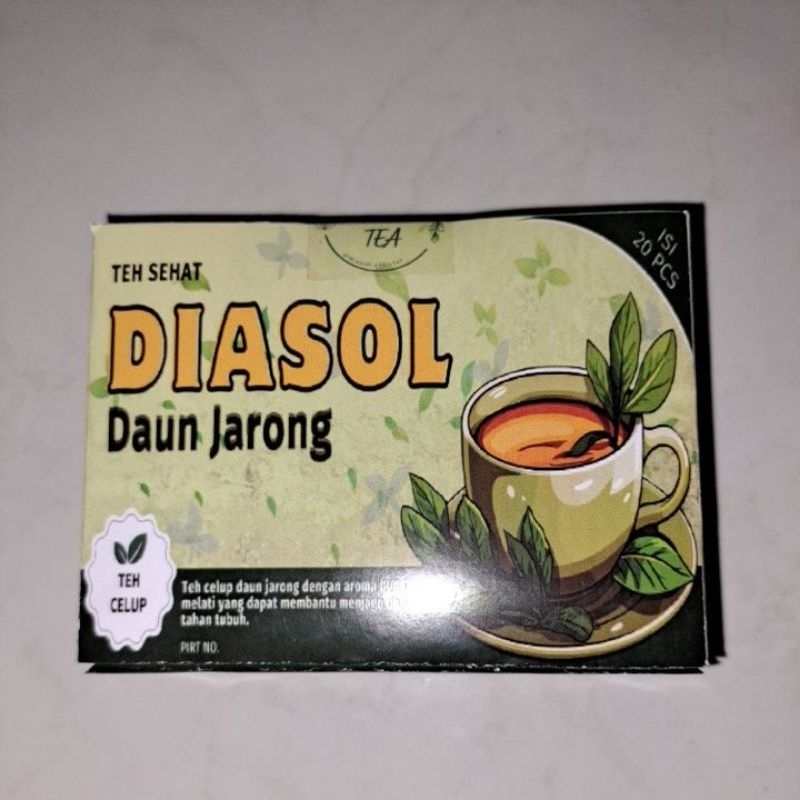 TEA
ISI
20 PCS
TEH SEHAT
DIASOL
Daun Jarong
TEH
CELUP
Teh celup daun jarong dengan aroma
melati yang dapat membantu menjaga
tahan tubuh.
PIRT NO.